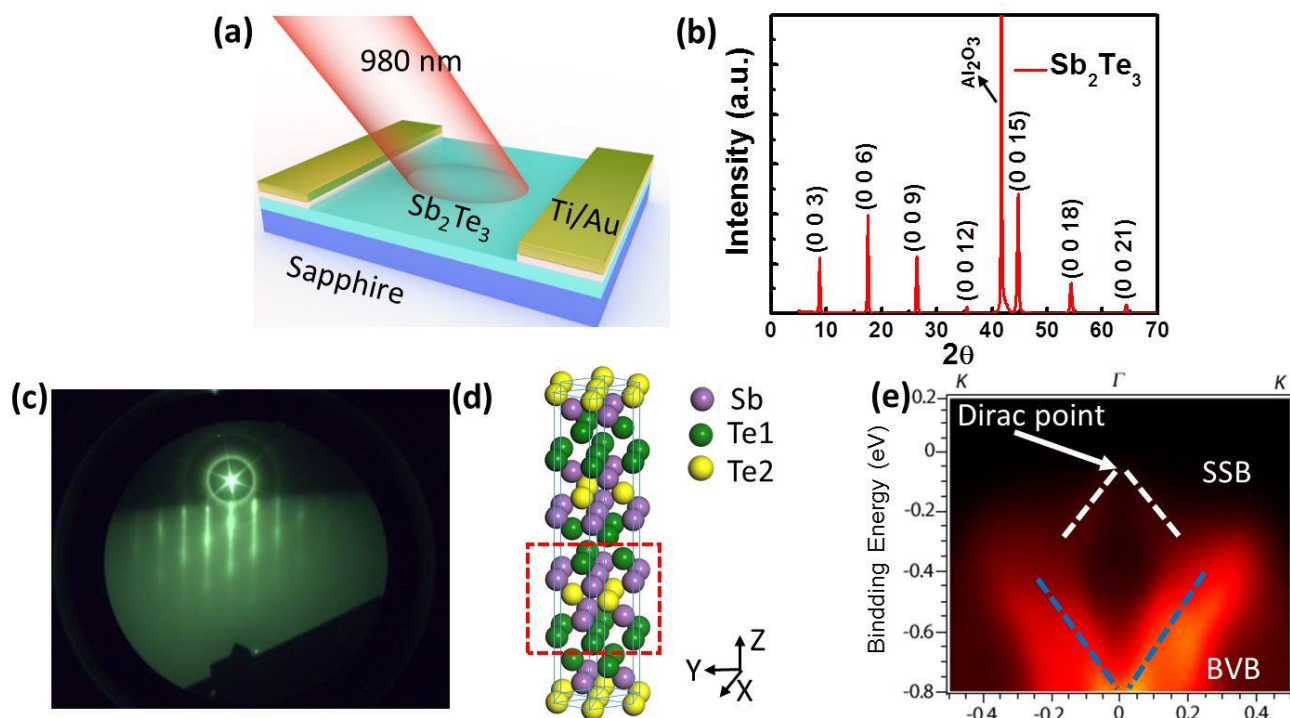 (a)
980 nm
Sb₂Te₃
Ti/Au
Sapphire
(b)
Intensity (a.u.)
Sb₂Te₃
Al₂O₃
(0 0 3)
(0 0 6)
(0 0 9)
(0 0 12)
(0 0 15)
(0 0 18)
(0 0 21)
0 10 20 30 40 50 60 70
2θ
(c)
(d)
Sb
Te1
Te2
Z
Y
X
(e)
K Γ K
Bindding Energy (eV)
0.2
0
-0.2
-0.4
-0.6
-0.8
Dirac point
SSB
BVB
0.4 0.2 0 0.2 0.4